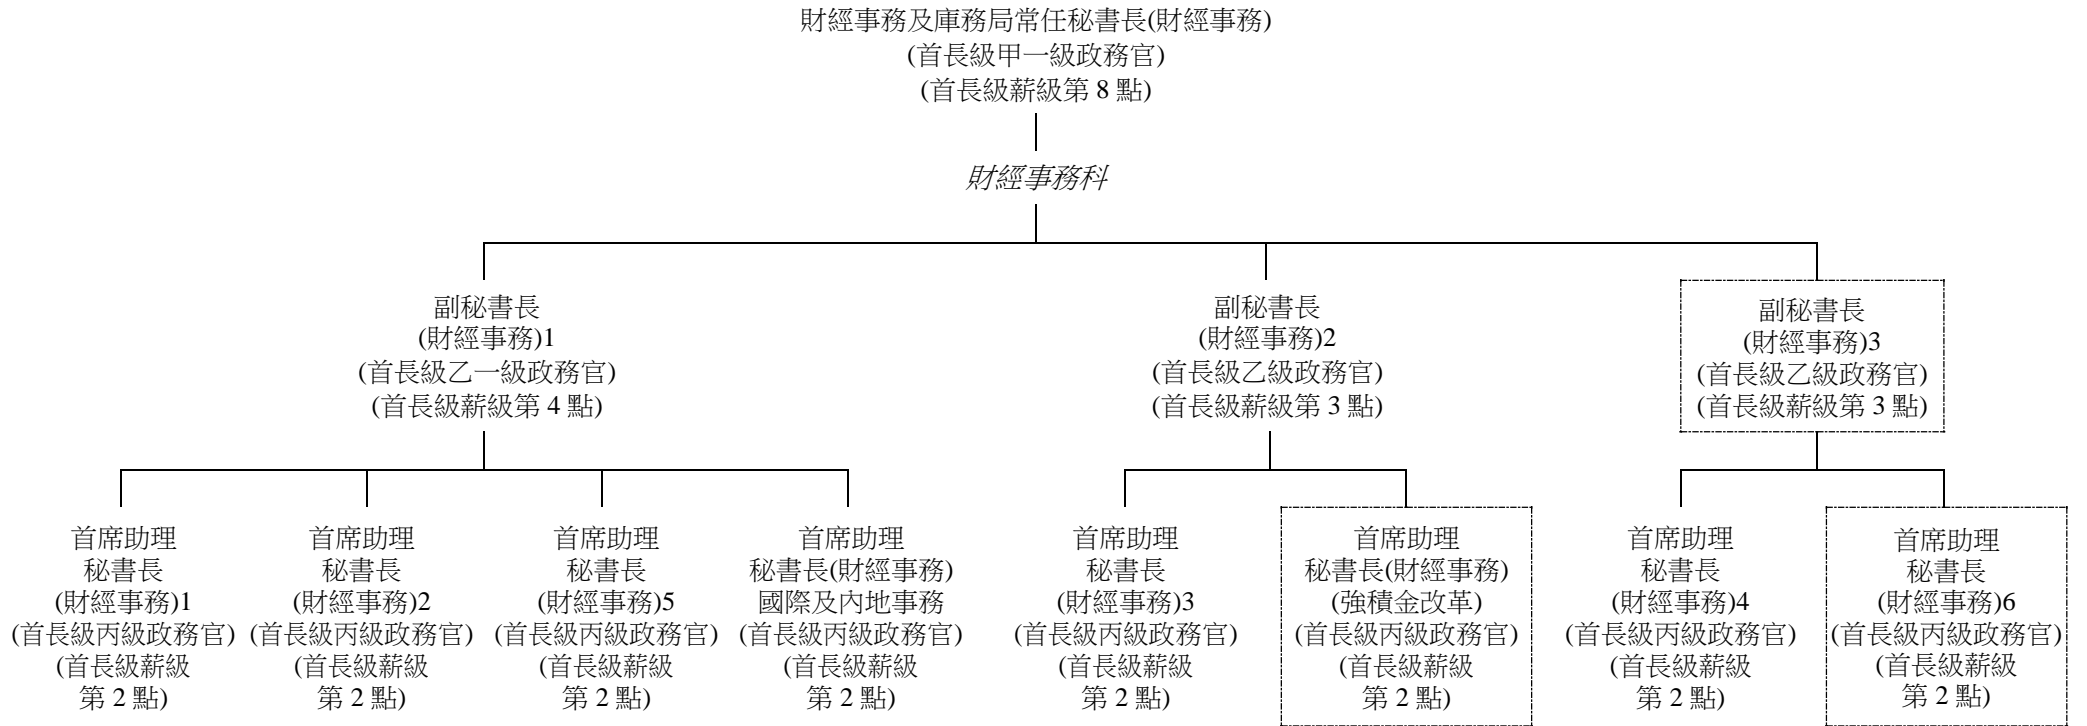 財經事務及庫務局常任秘書長(財經事務)
(首長級甲一級政務官)
(首長級薪級第 8 點)
財經事務科
副秘書長
(財經事務)1
(首長級乙一級政務官)
(首長級薪級第 4 點)
副秘書長
(財經事務)2
(首長級乙級政務官)
(首長級薪級第 3 點)
副秘書長
(財經事務)3
(首長級乙級政務官)
(首長級薪級第 3 點)
首席助理
秘書長
(財經事務)1
(首長級丙級政務官)
(首長級薪級
第 2 點)
首席助理
秘書長
(財經事務)2
(首長級丙級政務官)
(首長級薪級
第 2 點)
首席助理
秘書長
(財經事務)5
(首長級丙級政務官)
(首長級薪級
第 2 點)
首席助理
秘書長(財經事務)
國際及內地事務
(首長級丙級政務官)
(首長級薪級
第 2 點)
首席助理
秘書長
(財經事務)3
(首長級丙級政務官)
(首長級薪級
第 2 點)
首席助理
秘書長(財經事務)
(強積金改革)
(首長級丙級政務官)
(首長級薪級
第 2 點)
首席助理
秘書長
(財經事務)4
(首長級丙級政務官)
(首長級薪級
第 2 點)
首席助理
秘書長
(財經事務)6
(首長級丙級政務官)
(首長級薪級
第 2 點)